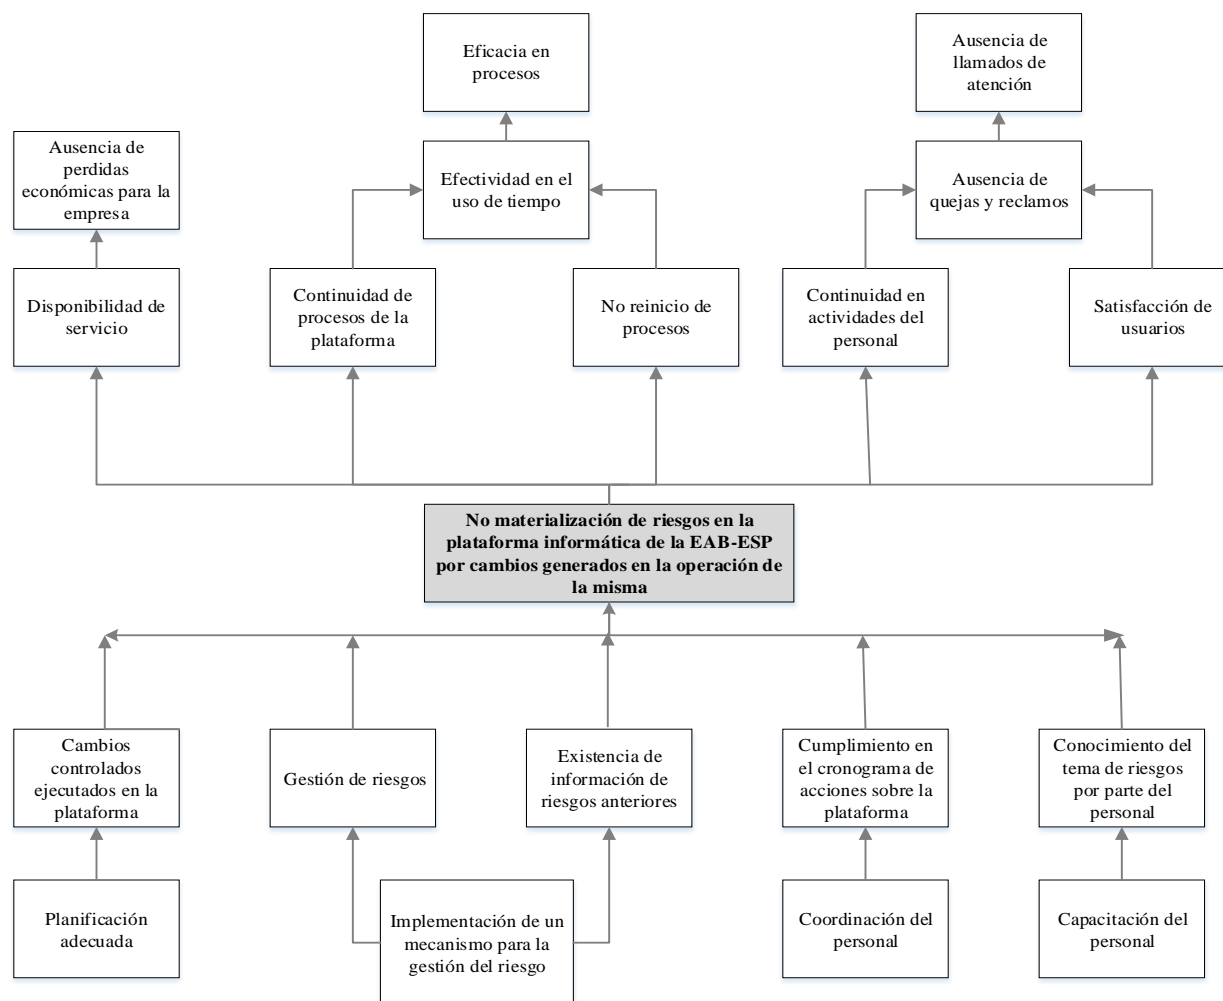 Eficacia en
procesos
Ausencia de
llamados de
atención
Ausencia de
perdidas
económicas para la
empresa
Efectividad en el
uso de tiempo
Ausencia de
quejas y reclamos
Disponibilidad de
servicio
Continuidad de
procesos de la
plataforma
No reinicio de
procesos
Continuidad en
actividades del
personal
Satisfacción de
usuarios
No materialización de riesgos en la
plataforma informática de la EAB-ESP
por cambios generados en la operación de
la misma
Cambios
controlados
ejecutados en la
plataforma
Gestión de riesgos
Existencia de
información de
riesgos anteriores
Cumplimiento en
el cronograma de
acciones sobre la
plataforma
Conocimiento del
tema de riesgos
por parte del
personal
Planificación
adecuada
Implementación de un
mecanismo para la
gestión del riesgo
Coordinación del
personal
Capacitación del
personal